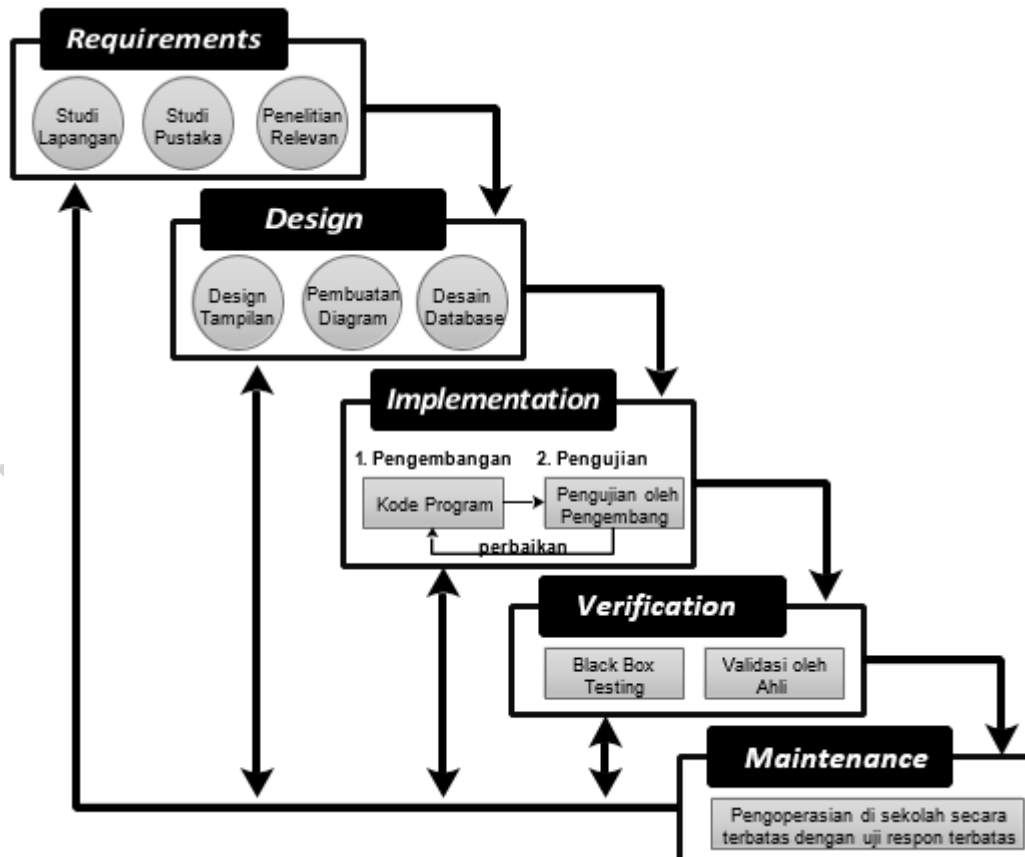 Requirements
Studi
Lapangan
Studi
Pustaka
Penelitian
Relevan
Design
Design
Tampilan
Pembuatan
Diagram
Desain
Database
Implementation
1. Pengembangan
2. Pengujian
Kode Program
Pengujian oleh
Pengembang
perbaikan
Verification
Black Box
Testing
Validasi oleh
Ahli
Maintenance
Pengoperasian di sekolah secara
terbatas dengan uji respon terbatas